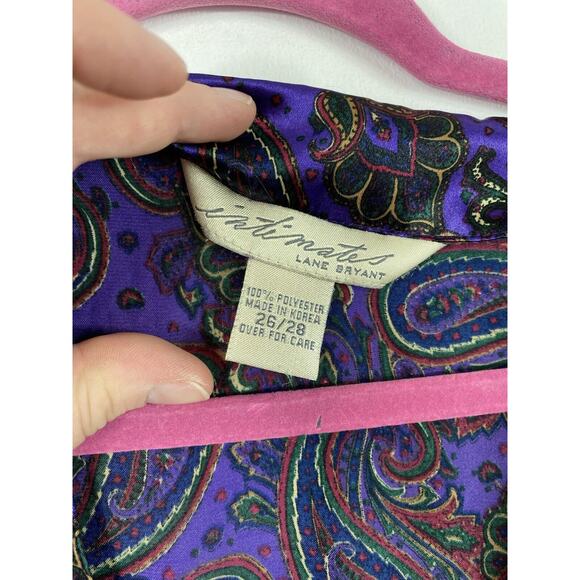 intimates
LANE BRYANT
100% POLYESTER
MADE IN KOREA
26/28
OVER FOR CARE